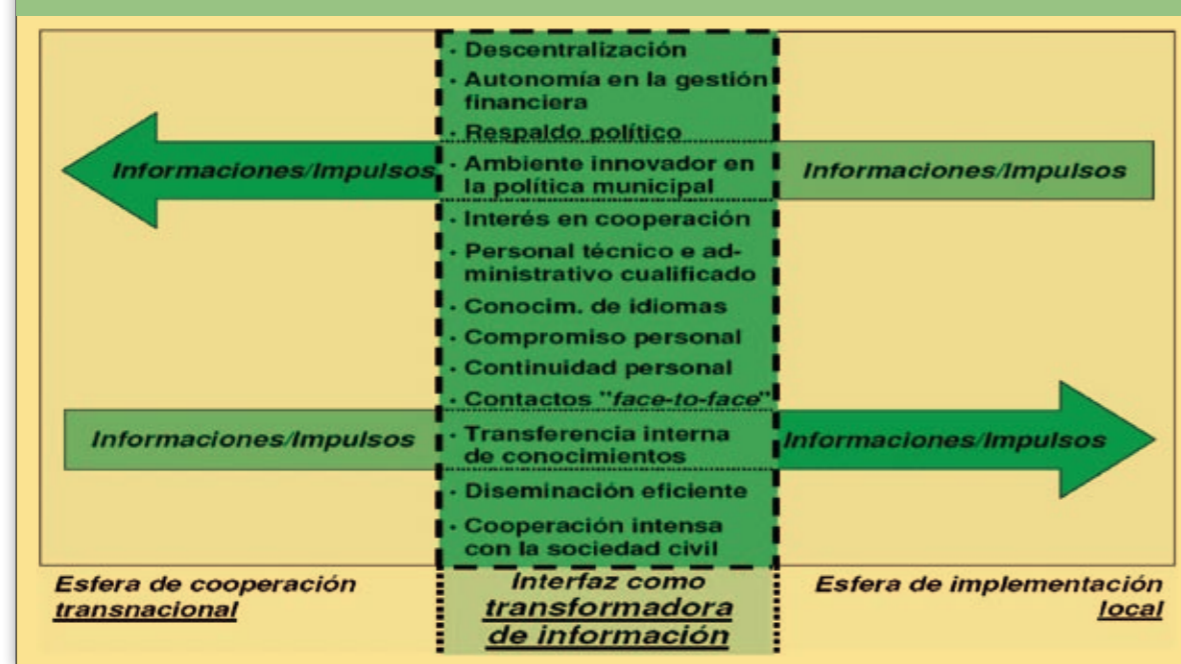 Informaciones/Impulsos
· Descentralización
· Autonomía en la gestión
financiera
· Respaldo político
· Ambiente innovador en
la política municipal
· Interés en cooperación
· Personal técnico e ad-
ministrativo cualificado
· Conocim. de idiomas
· Compromiso personal
· Continuidad personal
· Contactos "face-to-face"
· Transferencia interna
de conocimientos
· Diseminación eficiente
· Cooperación intensa
con la sociedad civil
Informaciones/Impulsos
Informaciones/Impulsos
Informaciones/Impulsos
Esfera de cooperación
transnacional
Interfaz como
transformadora
de información
Esfera de implementación
local